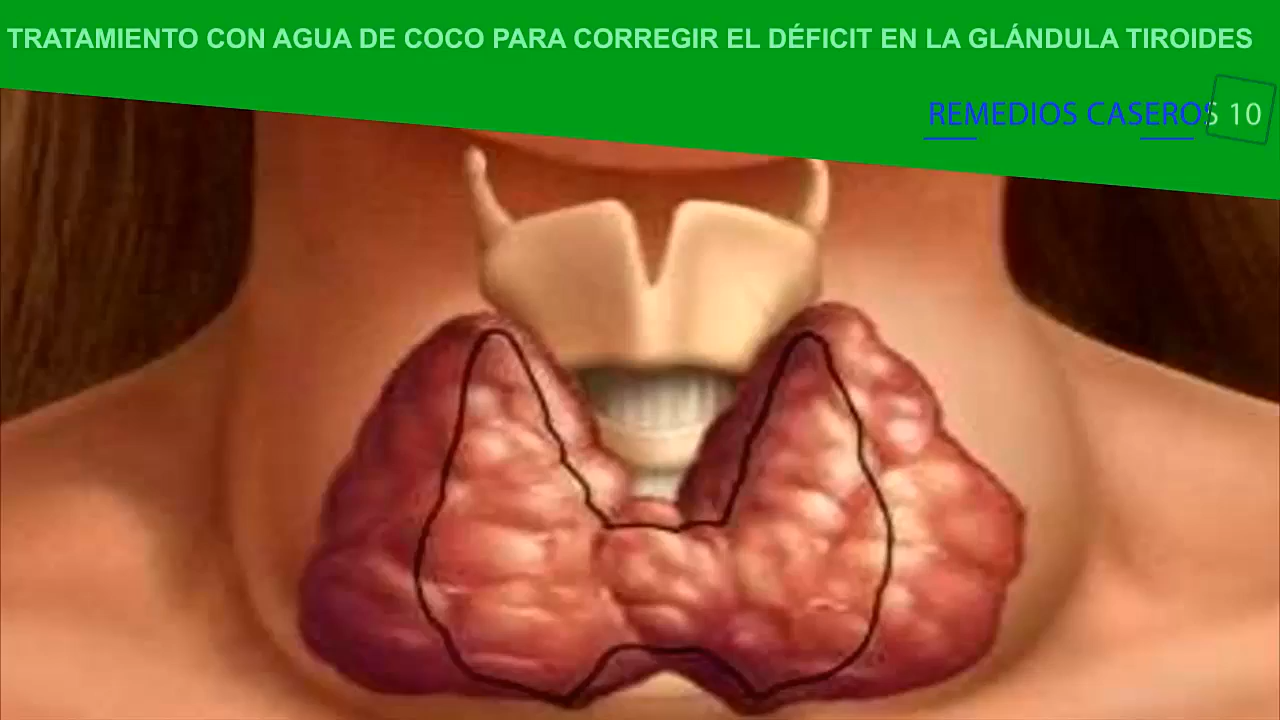 TRATAMIENTO CON AGUA DE COCO PARA CORREGIR EL DÉFICIT EN LA GLÁNDULA TIROIDES
REMEDIOS CASEROS 10